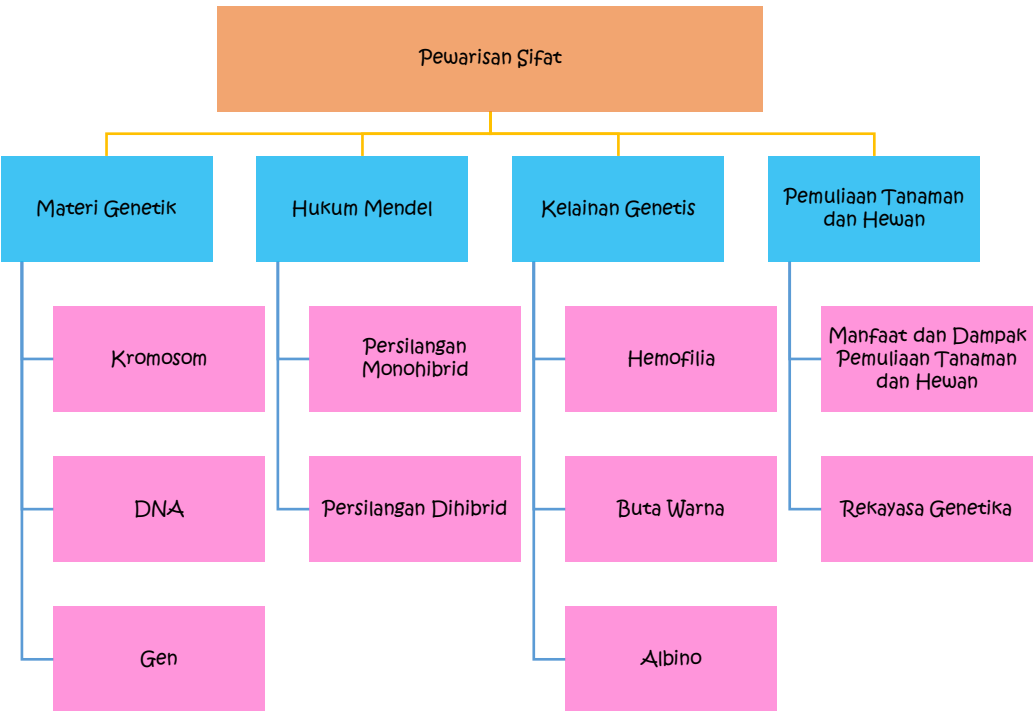 Pewarisan Sifat
Materi Genetik
Hukum Mendel
Kelainan Genetis
Pemuliaan Tanaman
dan Hewan
Kromosom
Persilangan
Monohibrid
Hemofilia
Manfaat dan Dampak
Pemuliaan Tanaman
dan Hewan
DNA
Persilangan Dihibrid
Buta Warna
Rekayasa Genetika
Gen
Albino